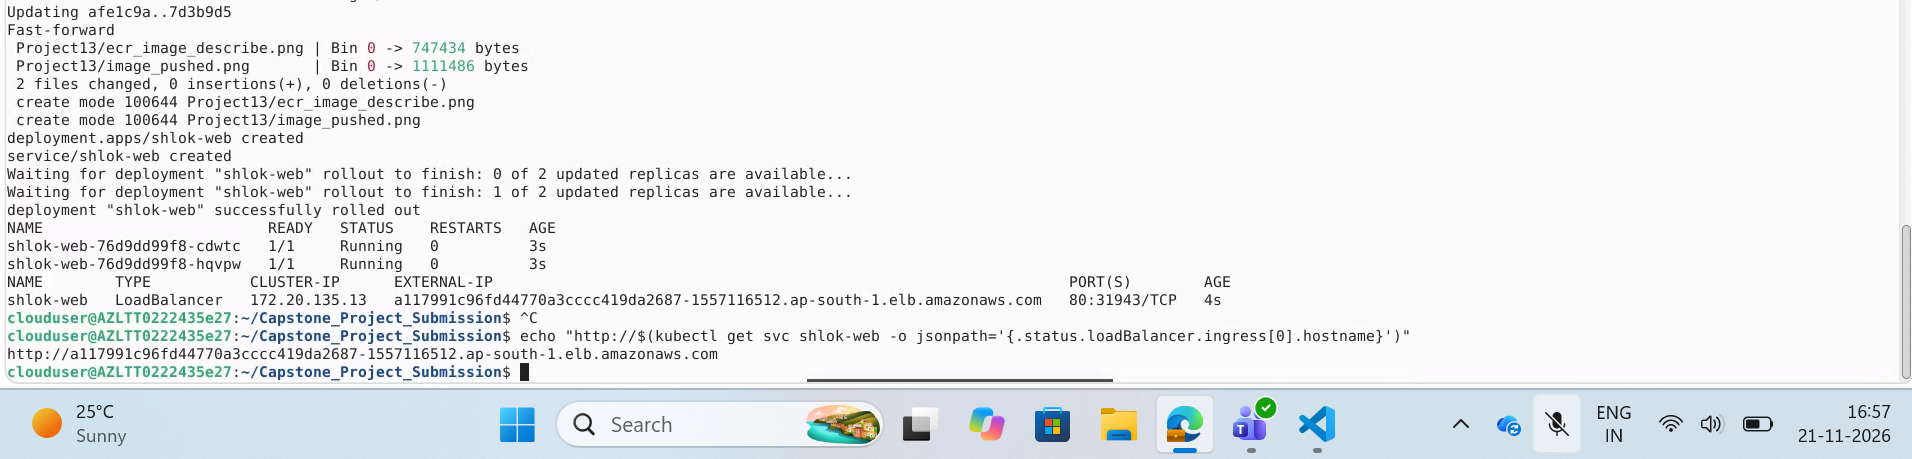 Updating afe1c9a..7d3b9d5
Fast-forward
 Project13/ecr_image_describe.png | Bin 0 -> 747434 bytes
 Project13/image_pushed.png       | Bin 0 -> 1111486 bytes
 2 files changed, 0 insertions(+), 0 deletions(-)
 create mode 100644 Project13/ecr_image_describe.png
 create mode 100644 Project13/image_pushed.png
deployment.apps/shlok-web created
service/shlok-web created
Waiting for deployment "shlok-web" rollout to finish: 0 of 2 updated replicas are available...
Waiting for deployment "shlok-web" rollout to finish: 1 of 2 updated replicas are available...
deployment "shlok-web" successfully rolled out
NAME                         READY   STATUS    RESTARTS   AGE
shlok-web-76d9dd99f8-cdwtc   1/1     Running   0          3s
shlok-web-76d9dd99f8-hqvpw   1/1     Running   0          3s
NAME        TYPE           CLUSTER-IP      EXTERNAL-IP                                                                PORT(S)        AGE
shlok-web   LoadBalancer   172.20.135.13   a117991c96fd44770a3cccc419da2687-1557116512.ap-south-1.elb.amazonaws.com   80:31943/TCP   4s
clouduser@AZLTT0222435e27:~/Capstone_Project_Submission$ ^C
clouduser@AZLTT0222435e27:~/Capstone_Project_Submission$ echo "http://$(kubectl get svc shlok-web -o jsonpath='{.status.loadBalancer.ingress[0].hostname}')"
http://a117991c96fd44770a3cccc419da2687-1557116512.ap-south-1.elb.amazonaws.com
clouduser@AZLTT0222435e27:~/Capstone_Project_Submission$
25°C
Sunny
Search
T
ENG
IN
16:57
21-11-2026